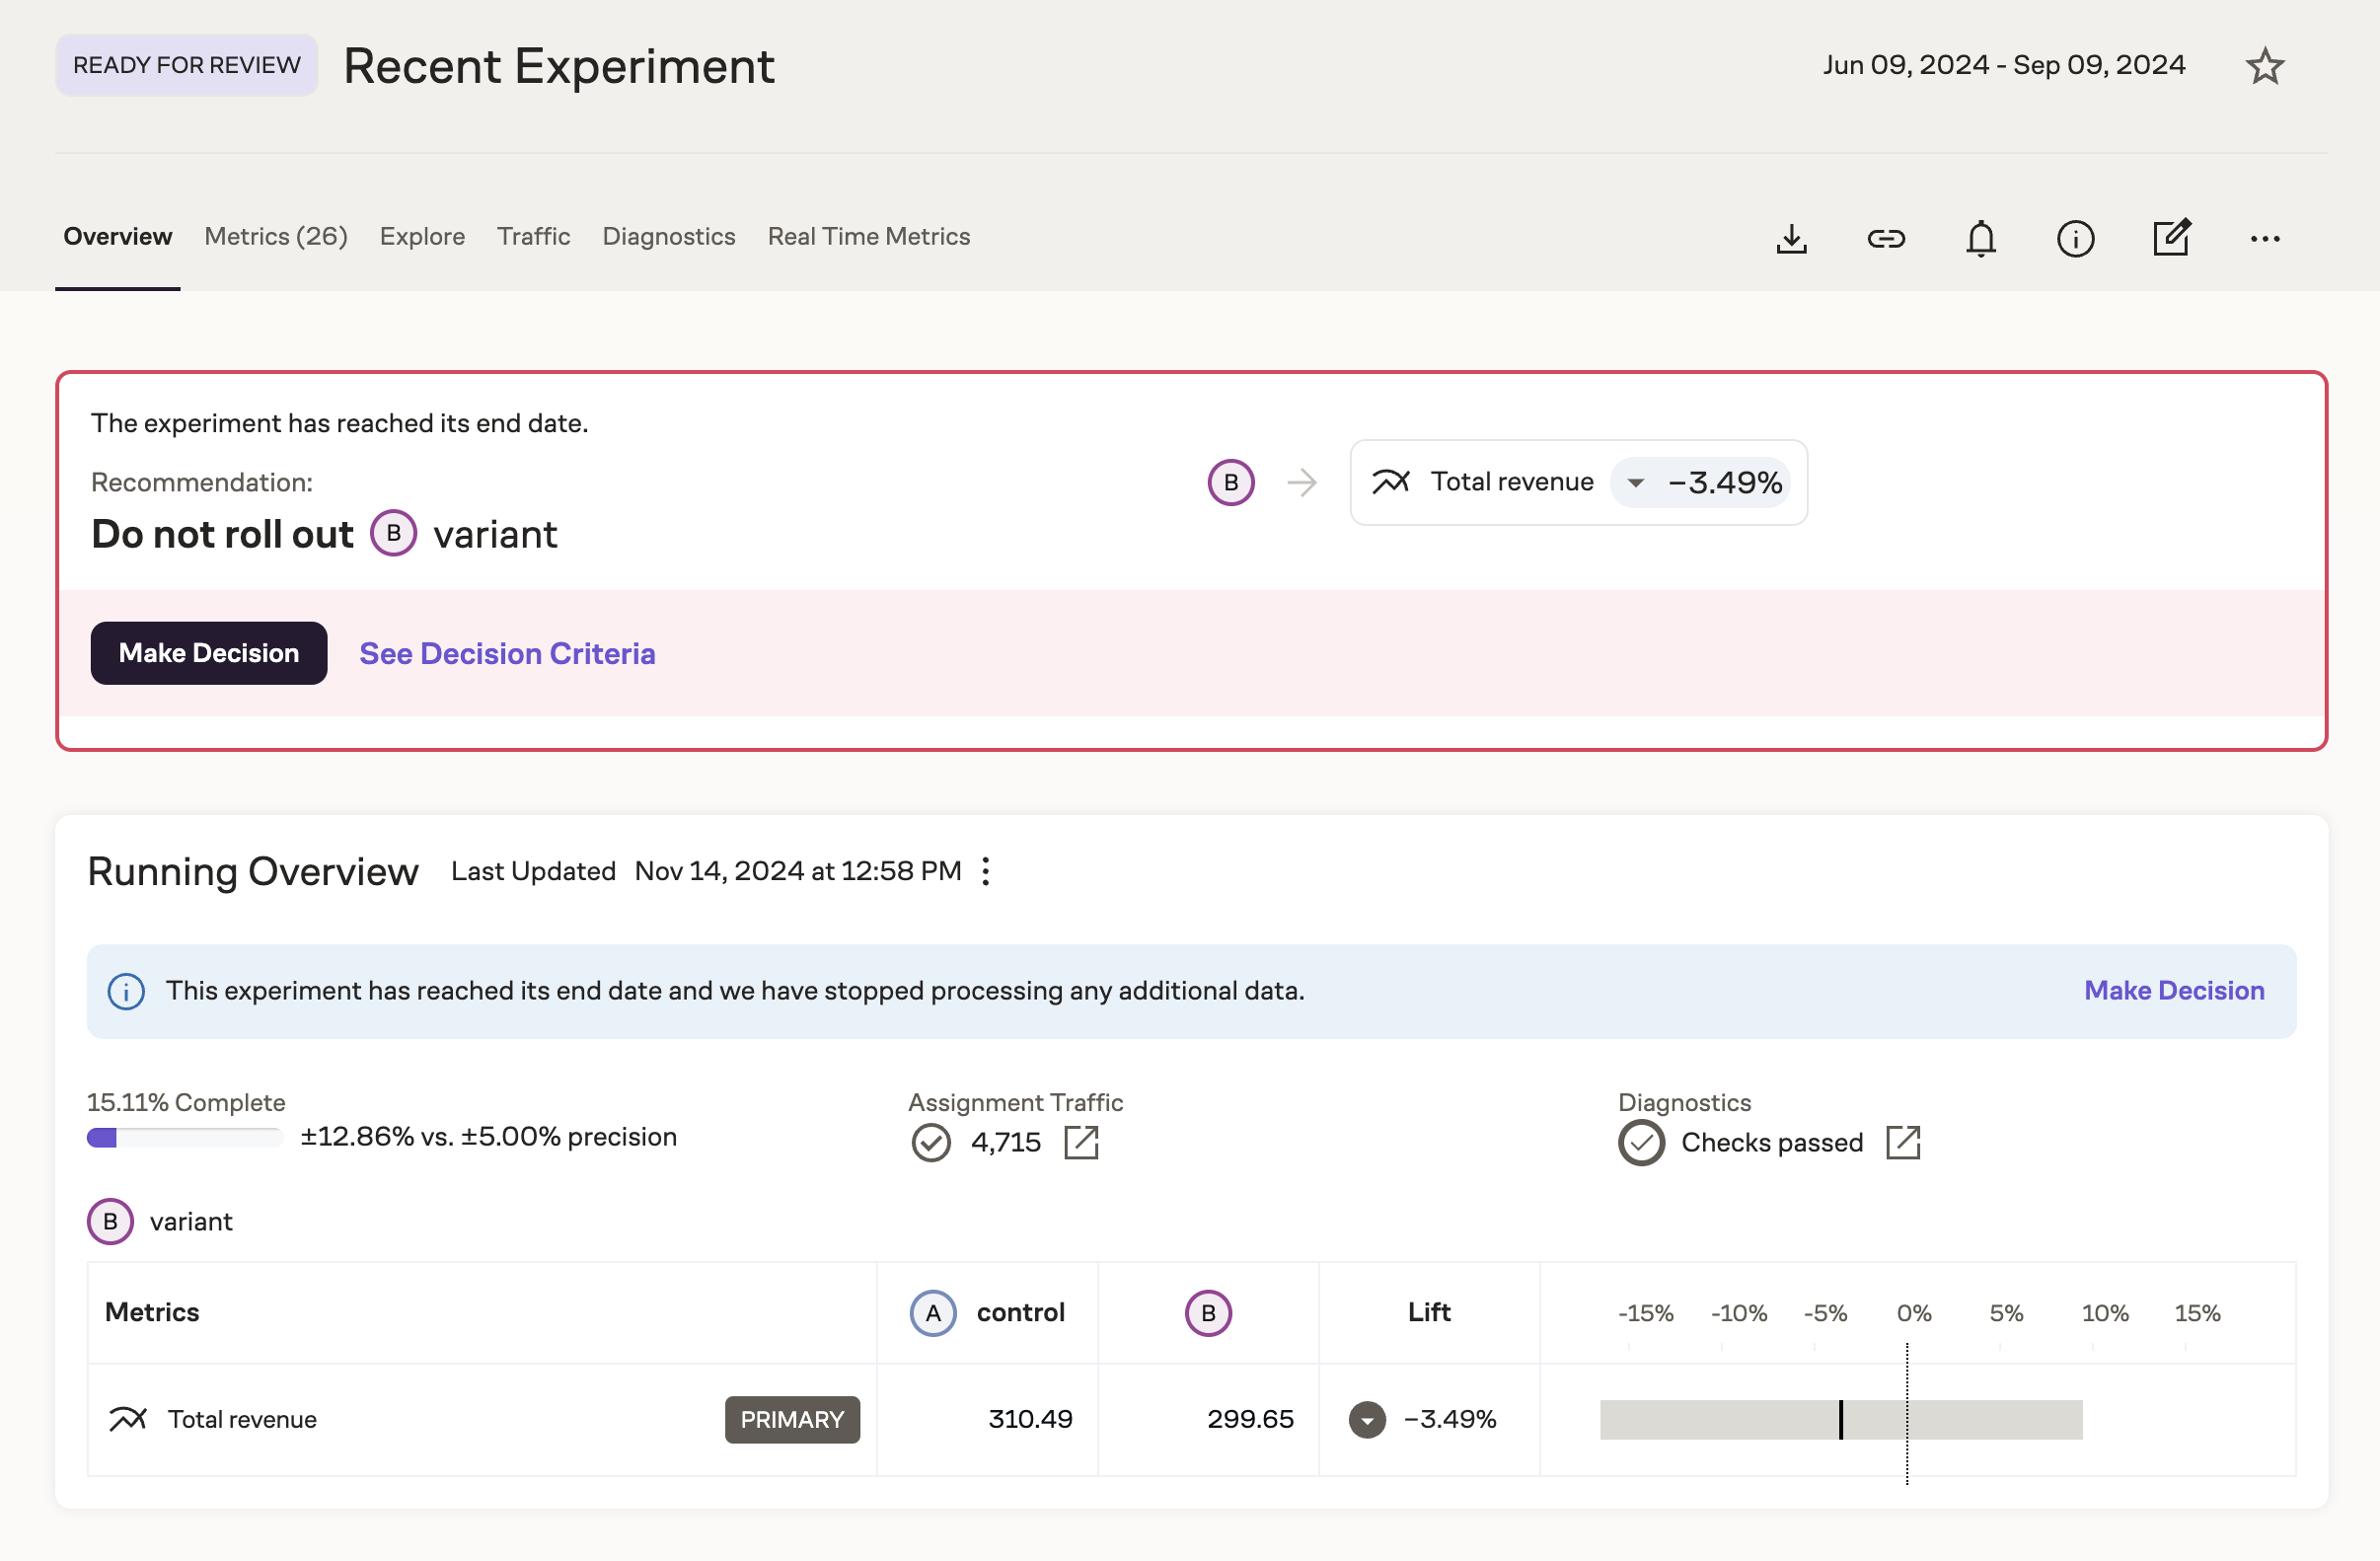 READY FOR REVIEW Recent Experiment Jun 09, 2024 - Sep 09, 2024
Overview Metrics (26) Explore Traffic Diagnostics Real Time Metrics
The experiment has reached its end date.
Recommendation:
Do not roll out B variant
B Total revenue −3.49%
Make Decision See Decision Criteria
Running Overview Last Updated Nov 14, 2024 at 12:58 PM
This experiment has reached its end date and we have stopped processing any additional data. Make Decision
15.11% Complete Assignment Traffic Diagnostics
±12.86% vs. ±5.00% precision 4,715 Checks passed
B variant
Metrics A control B Lift -15% -10% -5% 0% 5% 10% 15%
Total revenue PRIMARY 310.49 299.65 −3.49%